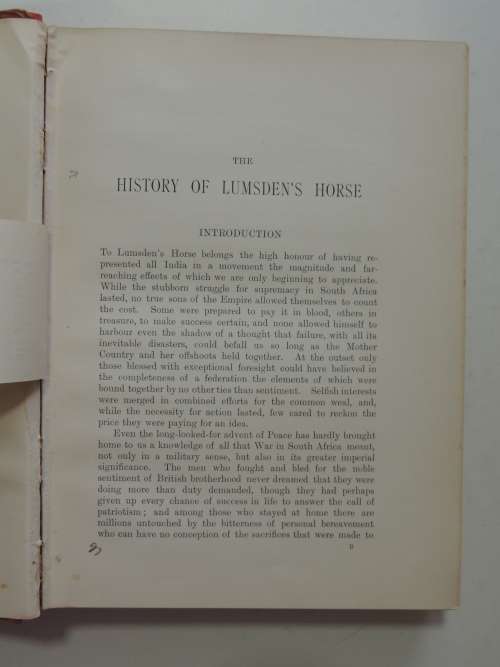 THE
HISTORY OF LUMSDEN'S HORSE
INTRODUCTION
To Lumsden's Horse belongs the high honour of having re-
presented all India in a movement the magnitude and far-
reaching effects of which we are only beginning to appreciate.
While the stubborn struggle for supremacy in South Africa
lasted, no true sons of the Empire allowed themselves to count
the cost. Some were prepared to pay it in blood, others in
treasure, to make success certain, and none allowed himself to
harbour even the shadow of a thought that failure, with all its
inevitable disasters, could befall us so long as the Mother
Country and her offshoots held together. At the outset only
those blessed with exceptional foresight could have believed in
the completeness of a federation the elements of which were
bound together by no other ties than sentiment. Selfish interests
were merged in combined efforts for the common weal, and,
while the necessity for action lasted, few cared to reckon the
price they were paying for an idea.
Even the long-looked-for advent of Peace has hardly brought
home to us a knowledge of all that War in South Africa meant,
not only in a military sense, but also in its greater imperial
significance. The men who fought and bled for the noble
sentiment of British brotherhood never dreamed that they were
doing more than duty demanded, though they had perhaps
given up every chance of success in life to answer the call of
patriotism; and among those who stayed at home there are
millions untouched by the bitterness of personal bereavement
who can have no conception of the sacrifices that were made to
B